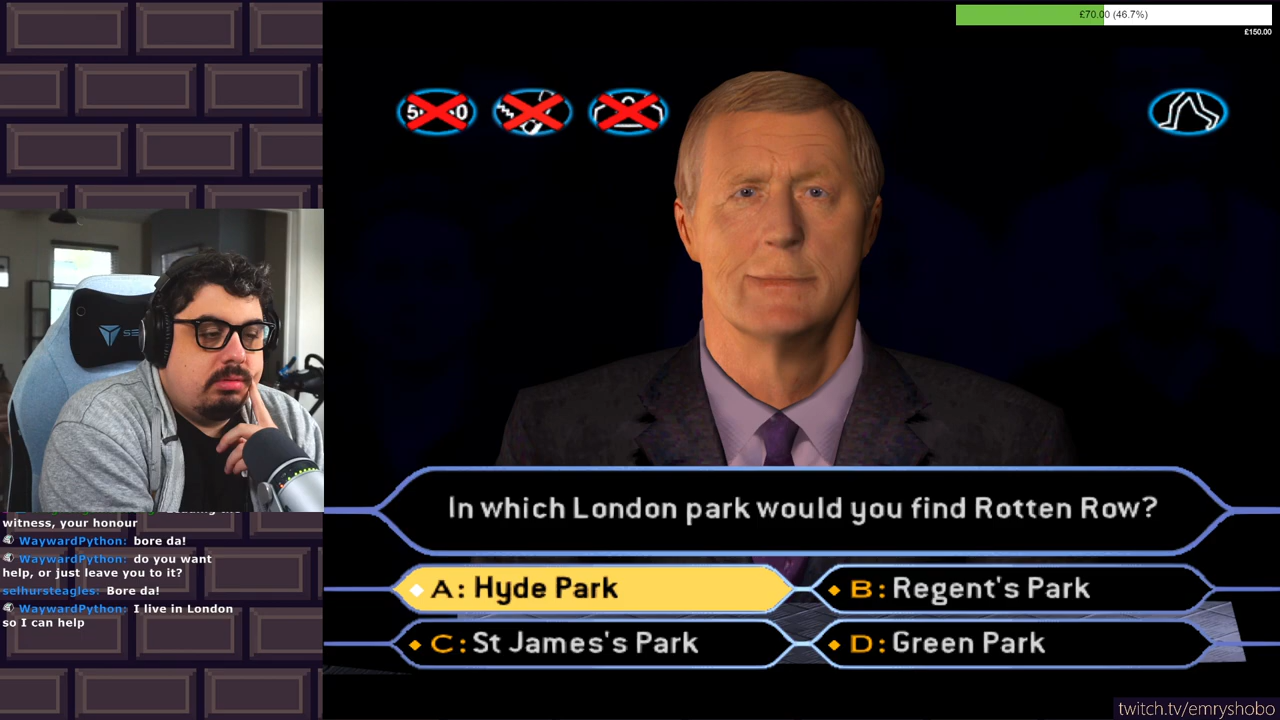 £70.00 (46.7%)
£150.00
witness, your honour
WaywardPython: bore da!
WaywardPython: do you want
help, or just leave you to it?
selhursteagles: Bore da!
WaywardPython: I live in London
so I can help
In which London park would you find Rotten Row?
A: Hyde Park
B: Regent's Park
C: St James's Park
D: Green Park
twitch.tv/emryshobo